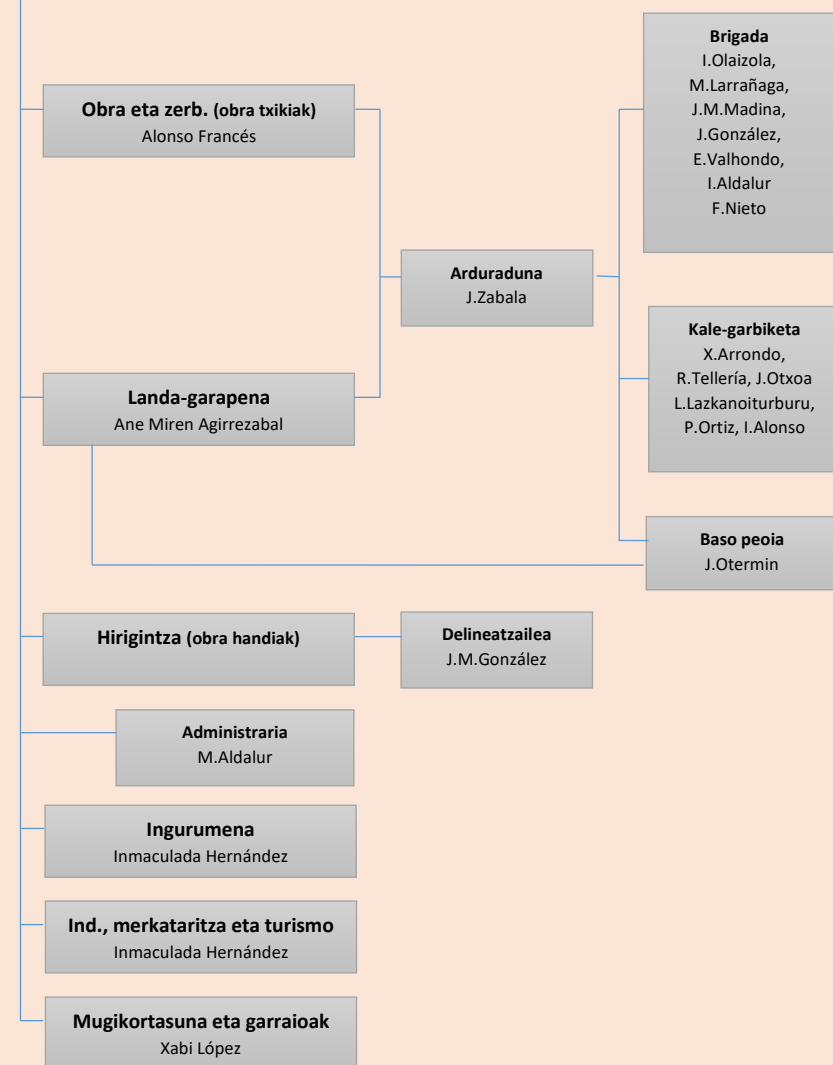 Brigada
I.Olaizola,
M.Larrañaga,
J.M.Madina,
J.González,
E.Valhondo,
I.Aldalur
F.Nieto
Obra eta zerb. (obra txikiak)
Alonso Francés
Arduraduna
J.Zabala
Kale-garbiketa
X.Arrondo,
R.Tellería, J.Otxoa
L.Lazkanoiturburu,
P.Ortiz, I.Alonso
Landa-garapena
Ane Miren Agirrezabal
Baso peoia
J.Otermin
Hirigintza (obra handiak)
Delineatzailea
J.M.González
Administraria
M.Aldalur
Ingurumena
Inmaculada Hernández
Ind., merkataritza eta turismo
Inmaculada Hernández
Mugikortasuna eta garraioak
Xabi López